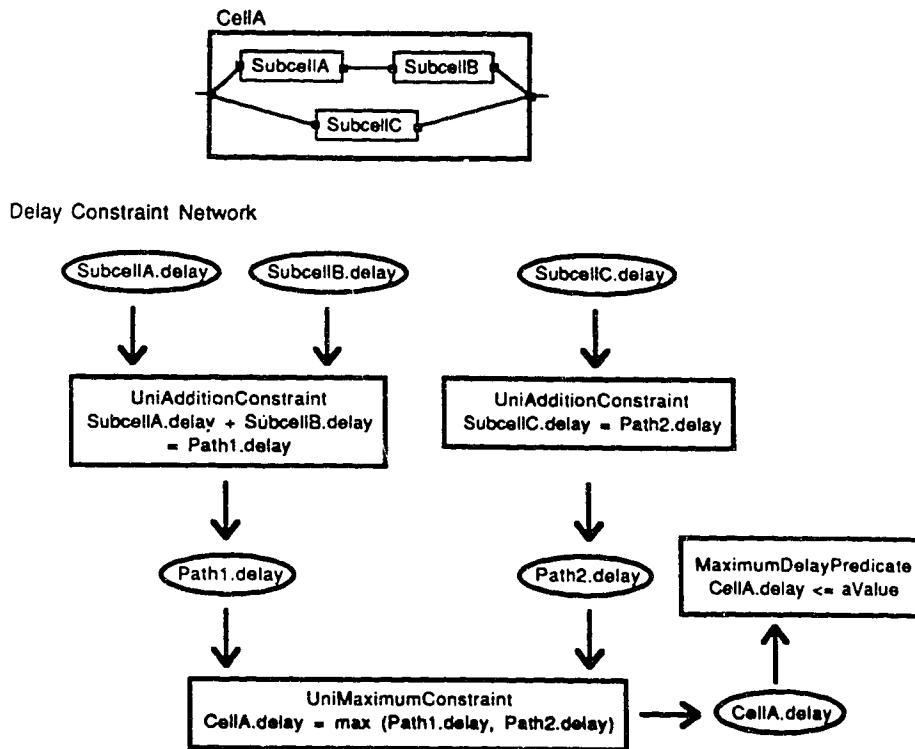 CellA
SubcellA
SubcellB
SubcellC
Delay Constraint Network
SubcellA.delay
SubcellB.delay
SubcellC.delay
UniAdditionConstraint
SubcellA.delay + SubcellB.delay
= Path1.delay
UniAdditionConstraint
SubcellC.delay = Path2.delay
Path1.delay
Path2.delay
MaximumDelayPredicate
CellA.delay <= aValue
UniMaximumConstraint
CellA.delay = max (Path1.delay, Path2.delay)
CellA.delay